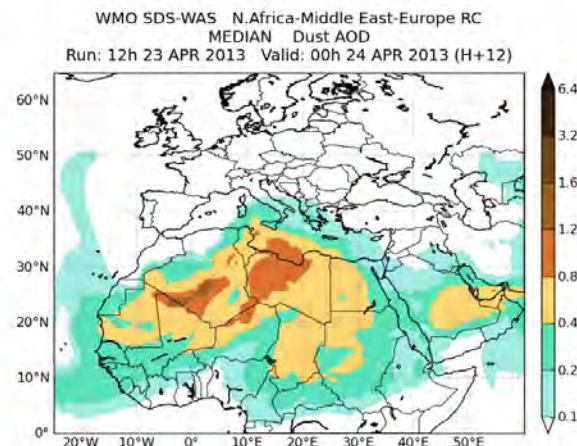 WMO SDS-WAS N.Africa-Middle East-Europe RC
MEDIAN Dust AOD
Run: 12h 23 APR 2013 Valid: 00h 24 APR 2013 (H+12)
60°N
50°N
40°N
30°N
20°N
10°N
0°
20°W
10°W
0°
10°E
20°E
30°E
40°E
50°E
6.4
3.2
1.6
0.8
0.4
0.2
0.1